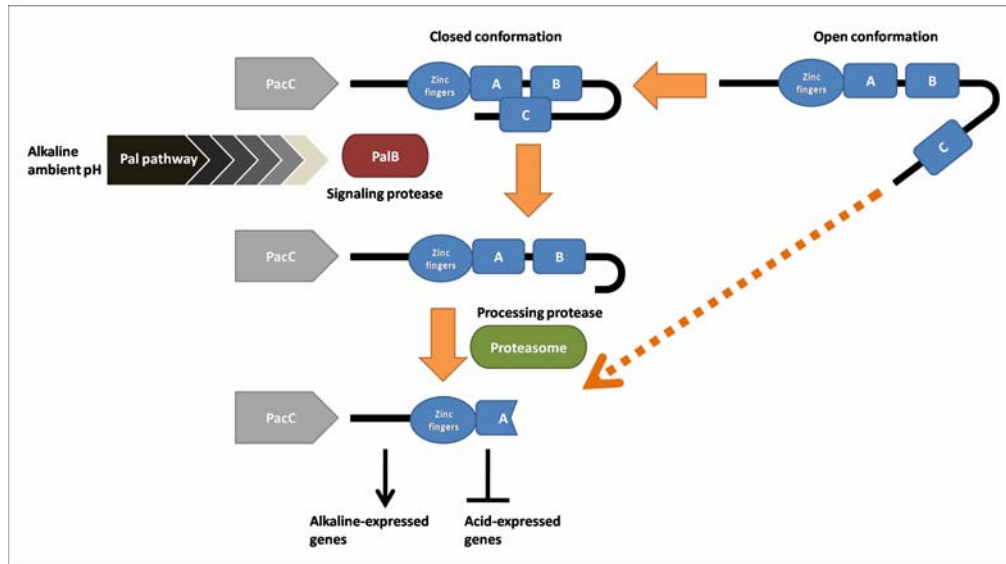 Closed conformation
Open conformation
PacC
Zinc
fingers
A
B
C
Zinc
fingers
A
B
C
Alkaline
ambient pH
Pal pathway
PalB
Signaling protease
PacC
Zinc
fingers
A
B
Processing protease
Proteasome
PacC
Zinc
fingers
A
Alkaline-expressed
genes
Acid-expressed
genes